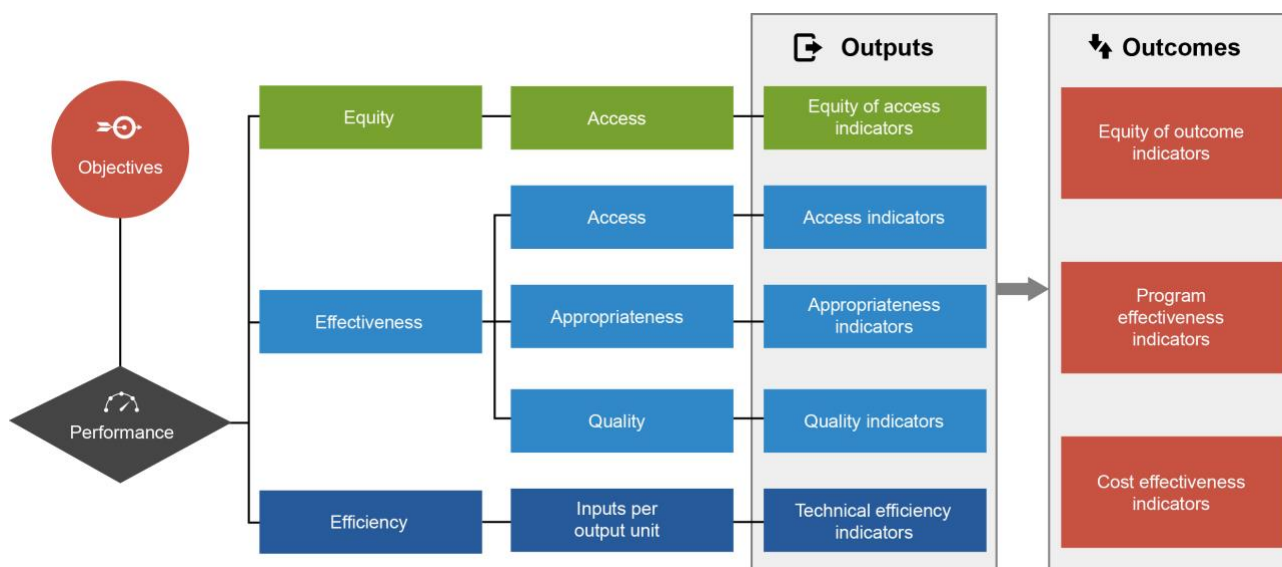 Outputs
Outcomes
Objectives
Performance
Equity
Access
Equity of access
indicators
Effectiveness
Access
Access indicators
Appropriateness
Appropriateness
indicators
Quality
Quality indicators
Efficiency
Inputs per
output unit
Technical efficiency
indicators
Equity of outcome
indicators
Program
effectiveness
indicators
Cost effectiveness
indicators